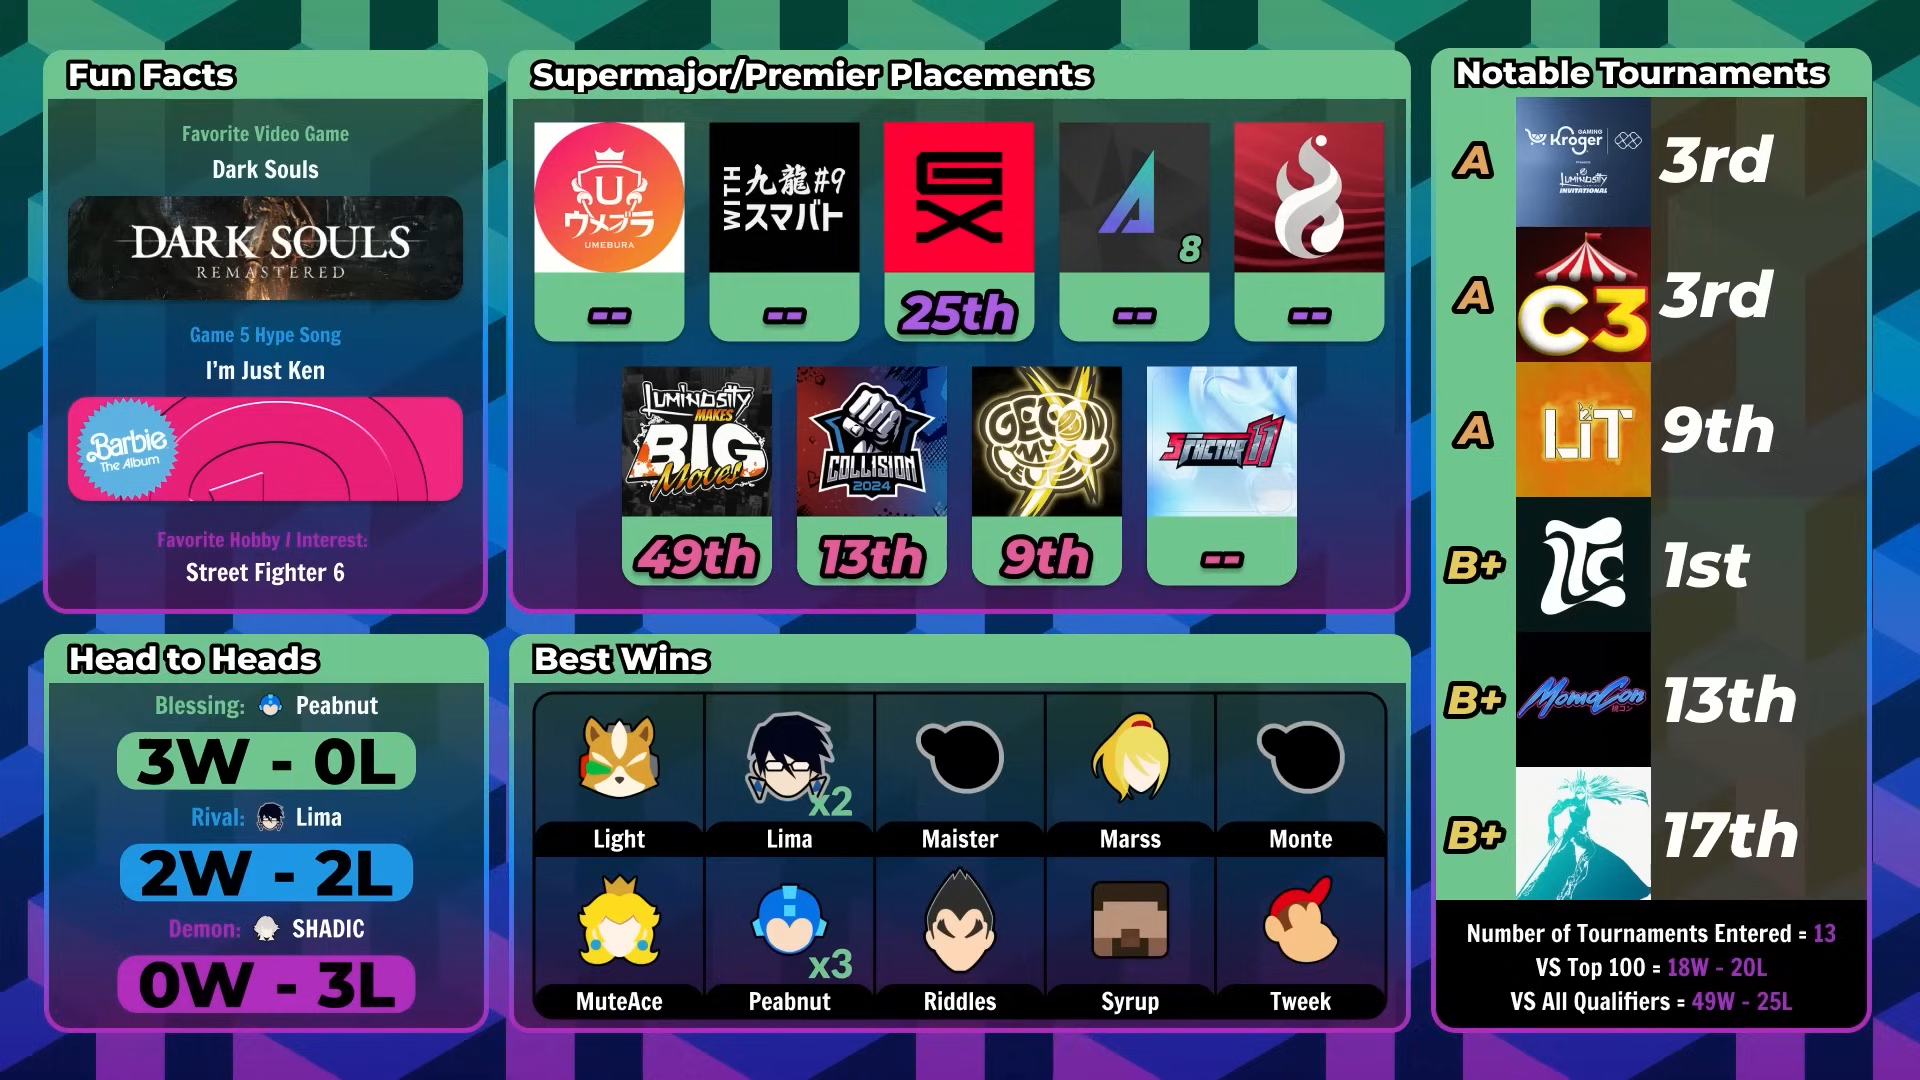 Fun Facts
Favorite Video Game
Dark Souls
DARK SOULS
REMASTERED
Game 5 Hype Song
I'm Just Ken
Barbie
The Album
Favorite Hobby / Interest:
Street Fighter 6
Supermajor/Premier Placements
U
ウメブラ
UMEBURA
--
WITH
九龍#9
スマバト
--
GX
25th
8
--
--
LUMINOSITY
MAKES
BIG
Moves
49th
COLLISION
2024
13th
9th
S FACTOR 11
--
Notable Tournaments
A
Kroger
GAMING
LUMINOSITY
INVITATIONAL
3rd
A
C3
3rd
A
LiT
9th
B+
1st
B+
MomoCon
桃コン
13th
B+
17th
Number of Tournaments Entered = 13
VS Top 100 = 18W - 20L
VS All Qualifiers = 49W - 25L
Head to Heads
Blessing: Peabnut
3W - 0L
Rival: Lima
2W - 2L
Demon: SHADIC
0W - 3L
Best Wins
x2
Light Lima Maister Marss Monte
x3
MuteAce Peabnut Riddles Syrup Tweek